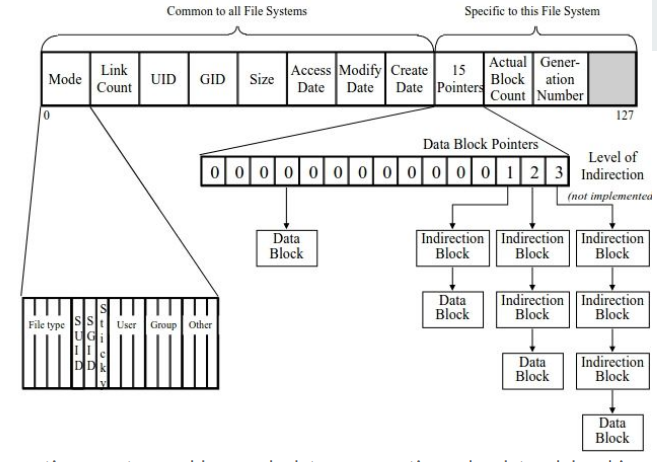 Common to all File Systems
Specific to this File System
Mode
Link
Count
UID
GID
Size
Access
Date
Modify
Date
Create
Date
15
Pointers
Actual
Block
Count
Gener-
ation
Number
0
127
Data Block Pointers
0 0 0 0 0 0 0 0 0 0 0 0 1 2 3
Level of
Indirection
(not implemented
Data
Block
Indirection
Block
Indirection
Block
Indirection
Block
Data
Block
Indirection
Block
Indirection
Block
Data
Block
Indirection
Block
Data
Block
File type
SUID
SGID
Sticky
User
Group
Other